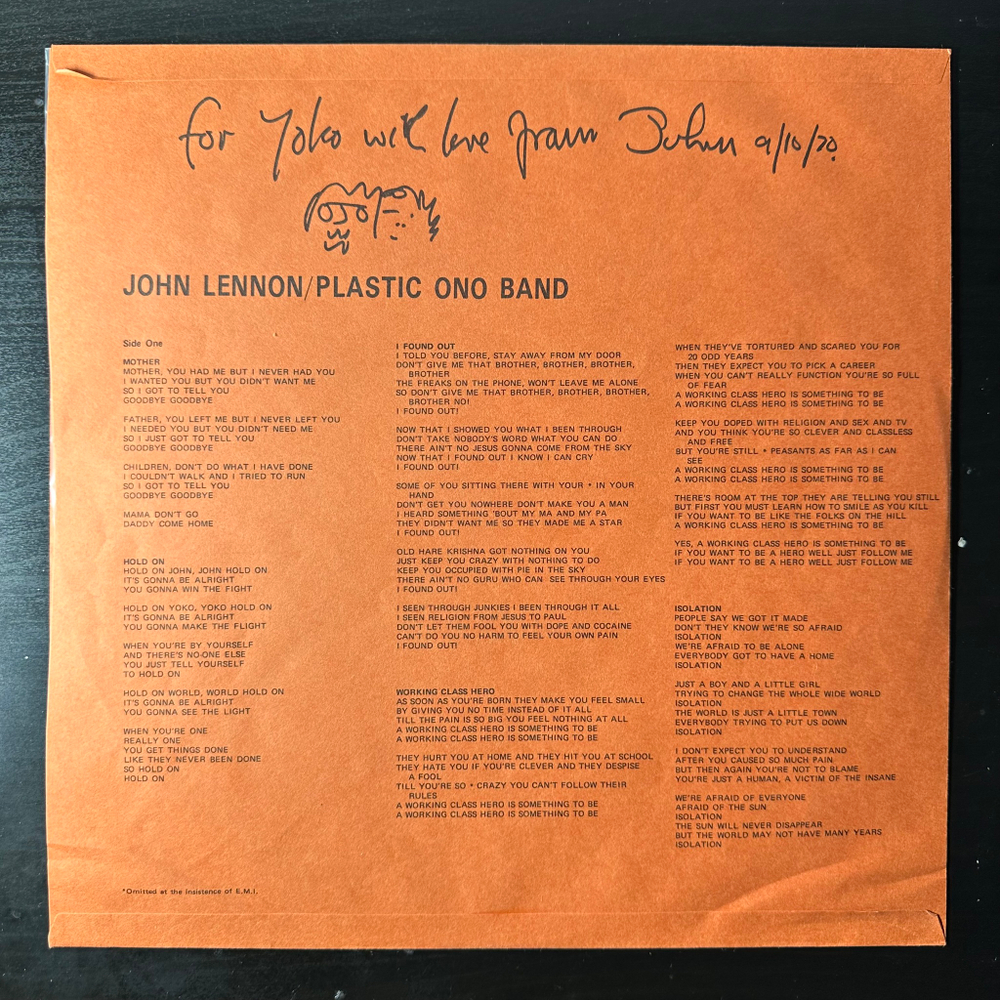 for Yoko with love from John 9/10/70.
JOHN LENNON/PLASTIC ONO BAND
Side One
MOTHER
MOTHER, YOU HAD ME BUT I NEVER HAD YOU
I WANTED YOU BUT YOU DIDN'T WANT ME
SO I GOT TO TELL YOU
GOODBYE GOODBYE
FATHER, YOU LEFT ME BUT I NEVER LEFT YOU
I NEEDED YOU BUT YOU DIDN'T NEED ME
SO I JUST GOT TO TELL YOU
GOODBYE GOODBYE
CHILDREN, DON'T DO WHAT I HAVE DONE
I COULDN'T WALK AND I TRIED TO RUN
SO I GOT TO TELL YOU
GOODBYE GOODBYE
MAMA DON'T GO
DADDY COME HOME
HOLD ON
HOLD ON JOHN, JOHN HOLD ON
IT'S GONNA BE ALRIGHT
YOU GONNA WIN THE FIGHT
HOLD ON YOKO, YOKO HOLD ON
IT'S GONNA BE ALRIGHT
YOU GONNA MAKE THE FLIGHT
WHEN YOU'RE BY YOURSELF
AND THERE'S NO-ONE ELSE
YOU JUST TELL YOURSELF
TO HOLD ON
HOLD ON WORLD, WORLD HOLD ON
IT'S GONNA BE ALRIGHT
YOU GONNA SEE THE LIGHT
WHEN YOU'RE ONE
REALLY ONE
YOU GET THINGS DONE
LIKE THEY NEVER BEEN DONE
SO HOLD ON
HOLD ON
*Omitted at the insistence of E.M.I.
I FOUND OUT
I TOLD YOU BEFORE, STAY AWAY FROM MY DOOR
DON'T GIVE ME THAT BROTHER, BROTHER, BROTHER,
BROTHER
THE FREAKS ON THE PHONE, WON'T LEAVE ME ALONE
SO DON'T GIVE ME THAT BROTHER, BROTHER, BROTHER,
BROTHER NO!
I FOUND OUT!
NOW THAT I SHOWED YOU WHAT I BEEN THROUGH
DON'T TAKE NOBODY'S WORD WHAT YOU CAN DO
THERE AIN'T NO JESUS GONNA COME FROM THE SKY
NOW THAT I FOUND OUT I KNOW I CAN CRY
I FOUND OUT!
SOME OF YOU SITTING THERE WITH YOUR * IN YOUR
HAND
DON'T GET YOU NOWHERE DON'T MAKE YOU A MAN
I HEARD SOMETHING 'BOUT MY MA AND MY PA
THEY DIDN'T WANT ME SO THEY MADE ME A STAR
I FOUND OUT!
OLD HARE KRISHNA GOT NOTHING ON YOU
JUST KEEP YOU CRAZY WITH NOTHING TO DO
KEEP YOU OCCUPIED WITH PIE IN THE SKY
THERE AIN'T NO GURU WHO CAN SEE THROUGH YOUR EYES
I FOUND OUT!
I SEEN THROUGH JUNKIES I BEEN THROUGH IT ALL
I SEEN RELIGION FROM JESUS TO PAUL
DON'T LET THEM FOOL YOU WITH DOPE AND COCAINE
CAN'T DO YOU NO HARM TO FEEL YOUR OWN PAIN
I FOUND OUT!
WORKING CLASS HERO
AS SOON AS YOU'RE BORN THEY MAKE YOU FEEL SMALL
BY GIVING YOU NO TIME INSTEAD OF IT ALL
TILL THE PAIN IS SO BIG YOU FEEL NOTHING AT ALL
A WORKING CLASS HERO IS SOMETHING TO BE
A WORKING CLASS HERO IS SOMETHING TO BE
THEY HURT YOU AT HOME AND THEY HIT YOU AT SCHOOL
THEY HATE YOU IF YOU'RE CLEVER AND THEY DESPISE
A FOOL
TILL YOU'RE SO * CRAZY YOU CAN'T FOLLOW THEIR
RULES
A WORKING CLASS HERO IS SOMETHING TO BE
A WORKING CLASS HERO IS SOMETHING TO BE
WHEN THEY'VE TORTURED AND SCARED YOU FOR
20 ODD YEARS
THEN THEY EXPECT YOU TO PICK A CAREER
WHEN YOU CAN'T REALLY FUNCTION YOU'RE SO FULL
OF FEAR
A WORKING CLASS HERO IS SOMETHING TO BE
A WORKING CLASS HERO IS SOMETHING TO BE
KEEP YOU DOPED WITH RELIGION AND SEX AND TV
AND YOU THINK YOU'RE SO CLEVER AND CLASSLESS
AND FREE
BUT YOU'RE STILL * PEASANTS AS FAR AS I CAN
SEE
A WORKING CLASS HERO IS SOMETHING TO BE
A WORKING CLASS HERO IS SOMETHING TO BE
THERE'S ROOM AT THE TOP THEY ARE TELLING YOU STILL
BUT FIRST YOU MUST LEARN HOW TO SMILE AS YOU KILL
IF YOU WANT TO BE LIKE THE FOLKS ON THE HILL
A WORKING CLASS HERO IS SOMETHING TO BE
YES, A WORKING CLASS HERO IS SOMETHING TO BE
IF YOU WANT TO BE A HERO WELL JUST FOLLOW ME
IF YOU WANT TO BE A HERO WELL JUST FOLLOW ME
ISOLATION
PEOPLE SAY WE GOT IT MADE
DON'T THEY KNOW WE'RE SO AFRAID
ISOLATION
WE'RE AFRAID TO BE ALONE
EVERYBODY GOT TO HAVE A HOME
ISOLATION
JUST A BOY AND A LITTLE GIRL
TRYING TO CHANGE THE WHOLE WIDE WORLD
ISOLATION
THE WORLD IS JUST A LITTLE TOWN
EVERYBODY TRYING TO PUT US DOWN
ISOLATION
I DON'T EXPECT YOU TO UNDERSTAND
AFTER YOU CAUSED SO MUCH PAIN
BUT THEN AGAIN YOU'RE NOT TO BLAME
YOU'RE JUST A HUMAN, A VICTIM OF THE INSANE
WE'RE AFRAID OF EVERYONE
AFRAID OF THE SUN
ISOLATION
THE SUN WILL NEVER DISAPPEAR
BUT THE WORLD MAY NOT HAVE MANY YEARS
ISOLATION